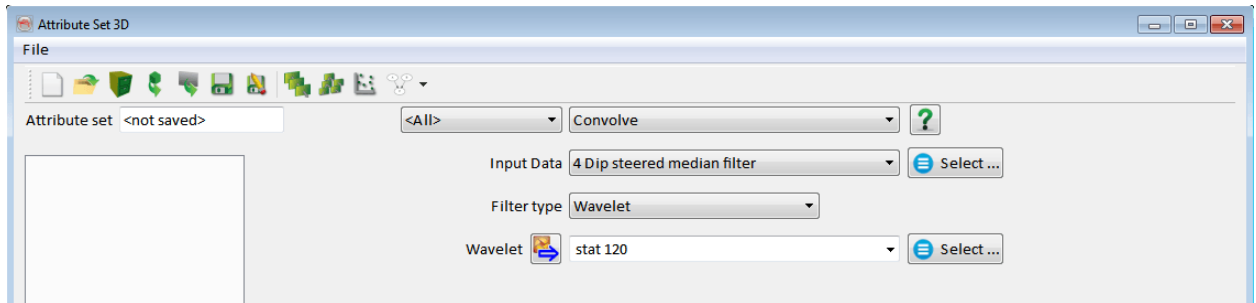 Attribute Set 3D
File
Attribute set <not saved> <All> Convolve ?
Input Data 4 Dip steered median filter Select ...
Filter type Wavelet
Wavelet stat 120 Select ...